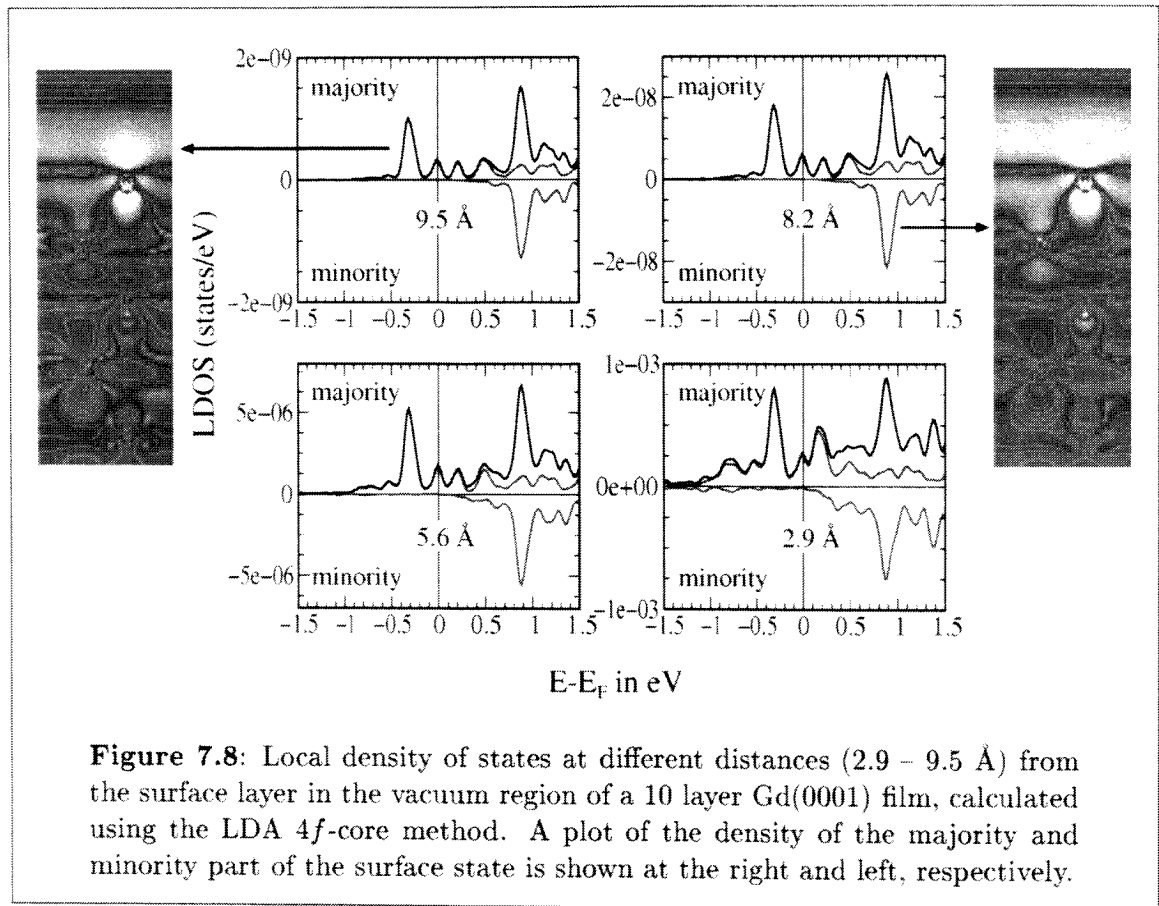 2e−09
majority
0
9.5 Å
minority
−2e−09
−1.5 −1 −0.5 0 0.5 1 1.5
2e−08
majority
0
8.2 Å
−2e−08
minority
−1.5 −1 −0.5 0 0.5 1 1.5
LDOS (states/eV)
majority
5e−06
0
5.6 Å
−5e−06
minority
−1.5 −1 −0.5 0 0.5 1 1.5
1e−03
majority
0e+00
2.9 Å
minority
−1e−03
−1.5 −1 −0.5 0 0.5 1 1.5
E-E_F in eV
Figure 7.8: Local density of states at different distances (2.9 – 9.5 Å) from
the surface layer in the vacuum region of a 10 layer Gd(0001) film, calculated
using the LDA 4f-core method. A plot of the density of the majority and
minority part of the surface state is shown at the right and left, respectively.